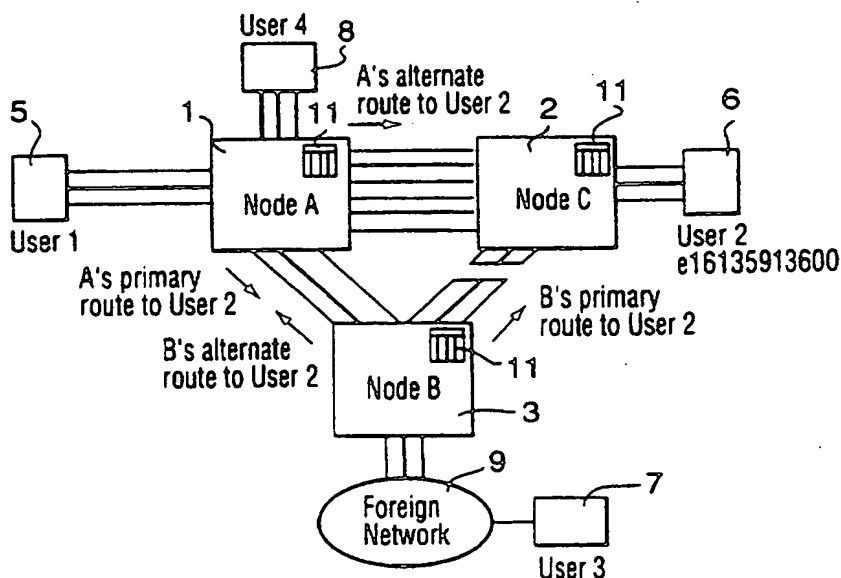 User 4
8
A's alternate
route to User 2
5
1
11
2
11
6
Node A
Node C
User 1
User 2
e16135913600
A's primary
route to User 2
B's primary
route to User 2
B's alternate
route to User 2
11
Node B
3
9
7
Foreign
Network
User 3